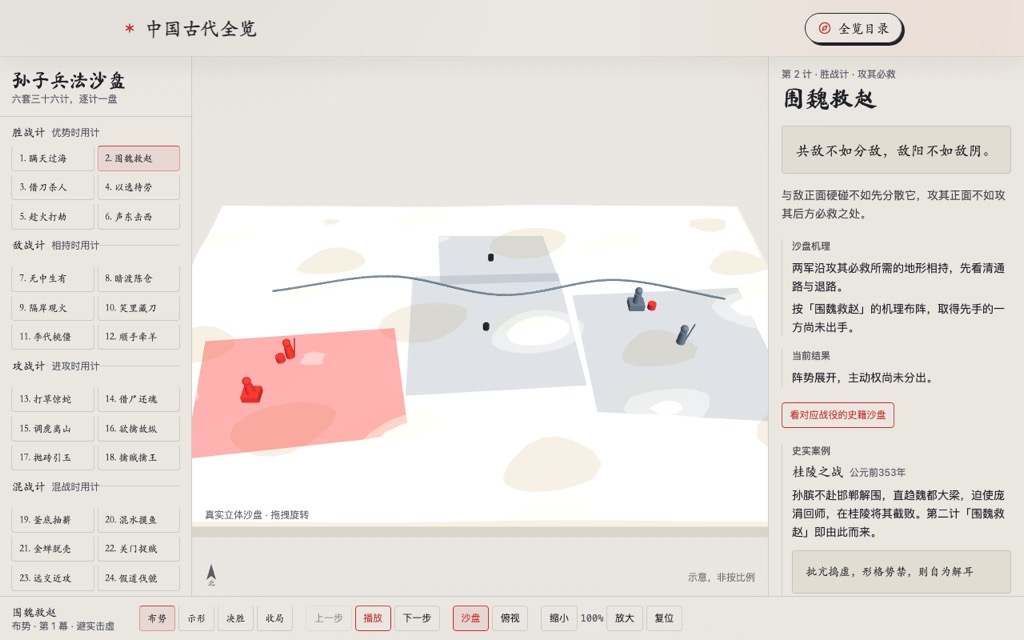 * 中国古代全览
全览目录
孙子兵法沙盘
六套三十六计，逐计一盘
胜战计 优势时用计
1. 瞒天过海
2. 围魏救赵
3. 借刀杀人
4. 以逸待劳
5. 趁火打劫
6. 声东击西
敌战计 相持时用计
7. 无中生有
8. 暗渡陈仓
9. 隔岸观火
10. 笑里藏刀
11. 李代桃僵
12. 顺手牵羊
攻战计 进攻时用计
13. 打草惊蛇
14. 借尸还魂
15. 调虎离山
16. 欲擒故纵
17. 抛砖引玉
18. 擒贼擒王
混战计 混战时用计
19. 釜底抽薪
20. 混水摸鱼
21. 金蝉脱壳
22. 关门捉贼
23. 远交近攻
24. 假道伐虢
真实立体沙盘 · 拖拽旋转
北
示意，非按比例
第 2 计 · 胜战计 · 攻其必救
围魏救赵
共敌不如分敌，敌阳不如敌阴。
与敌正面硬碰不如先分散它，攻其正面不如攻
其后方必救之处。
沙盘机理
两军沿攻其必救所需的地形相持，先看清通
路与退路。
按「围魏救赵」的机理布阵，取得先手的一
方尚未出手。
当前结果
阵势展开，主动权尚未分出。
看对应战役的史籍沙盘
史实案例
桂陵之战 公元前353年
孙膑不赴邯郸解围，直趋魏都大梁，迫使庞
涓回师，在桂陵将其截败。第二计「围魏救
赵」即由此而来。
批亢捣虚，形格势禁，则自为解耳
围魏救赵
布势 · 第 1 幕 · 避实击虚
布势
示形
决胜
收局
上一步
播放
下一步
沙盘
俯视
缩小
100%
放大
复位